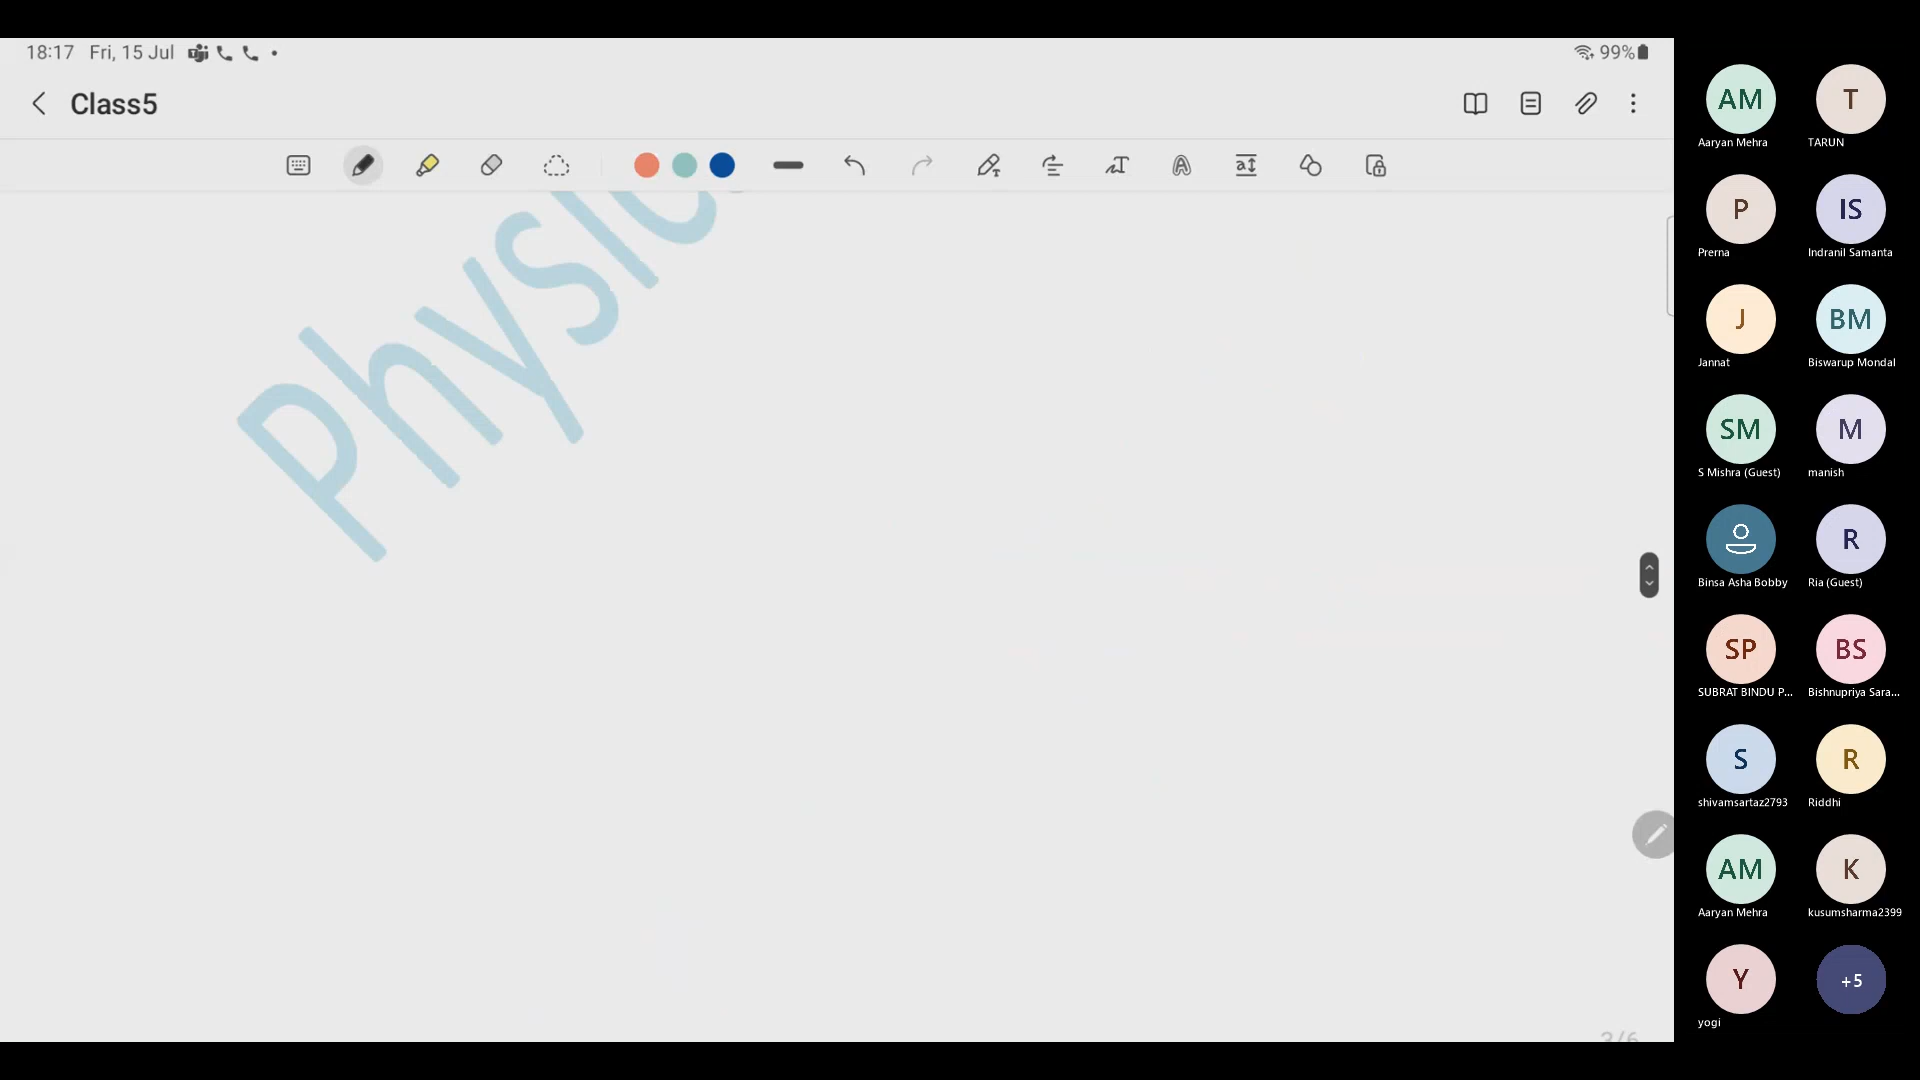 18:17 Fri, 15 Jul
99%
Class5
Physic
3/6
AM
Aaryan Mehra
T
TARUN
P
Prerna
IS
Indranil Samanta
J
Jannat
BM
Biswarup Mondal
SM
S Mishra (Guest)
M
manish
Binsa Asha Bobby
R
Ria (Guest)
SP
SUBRAT BINDU P...
BS
Bishnupriya Sara...
S
shivamsartaz2793
R
Riddhi
AM
Aaryan Mehra
K
kusumsharma2399
Y
yogi
+5